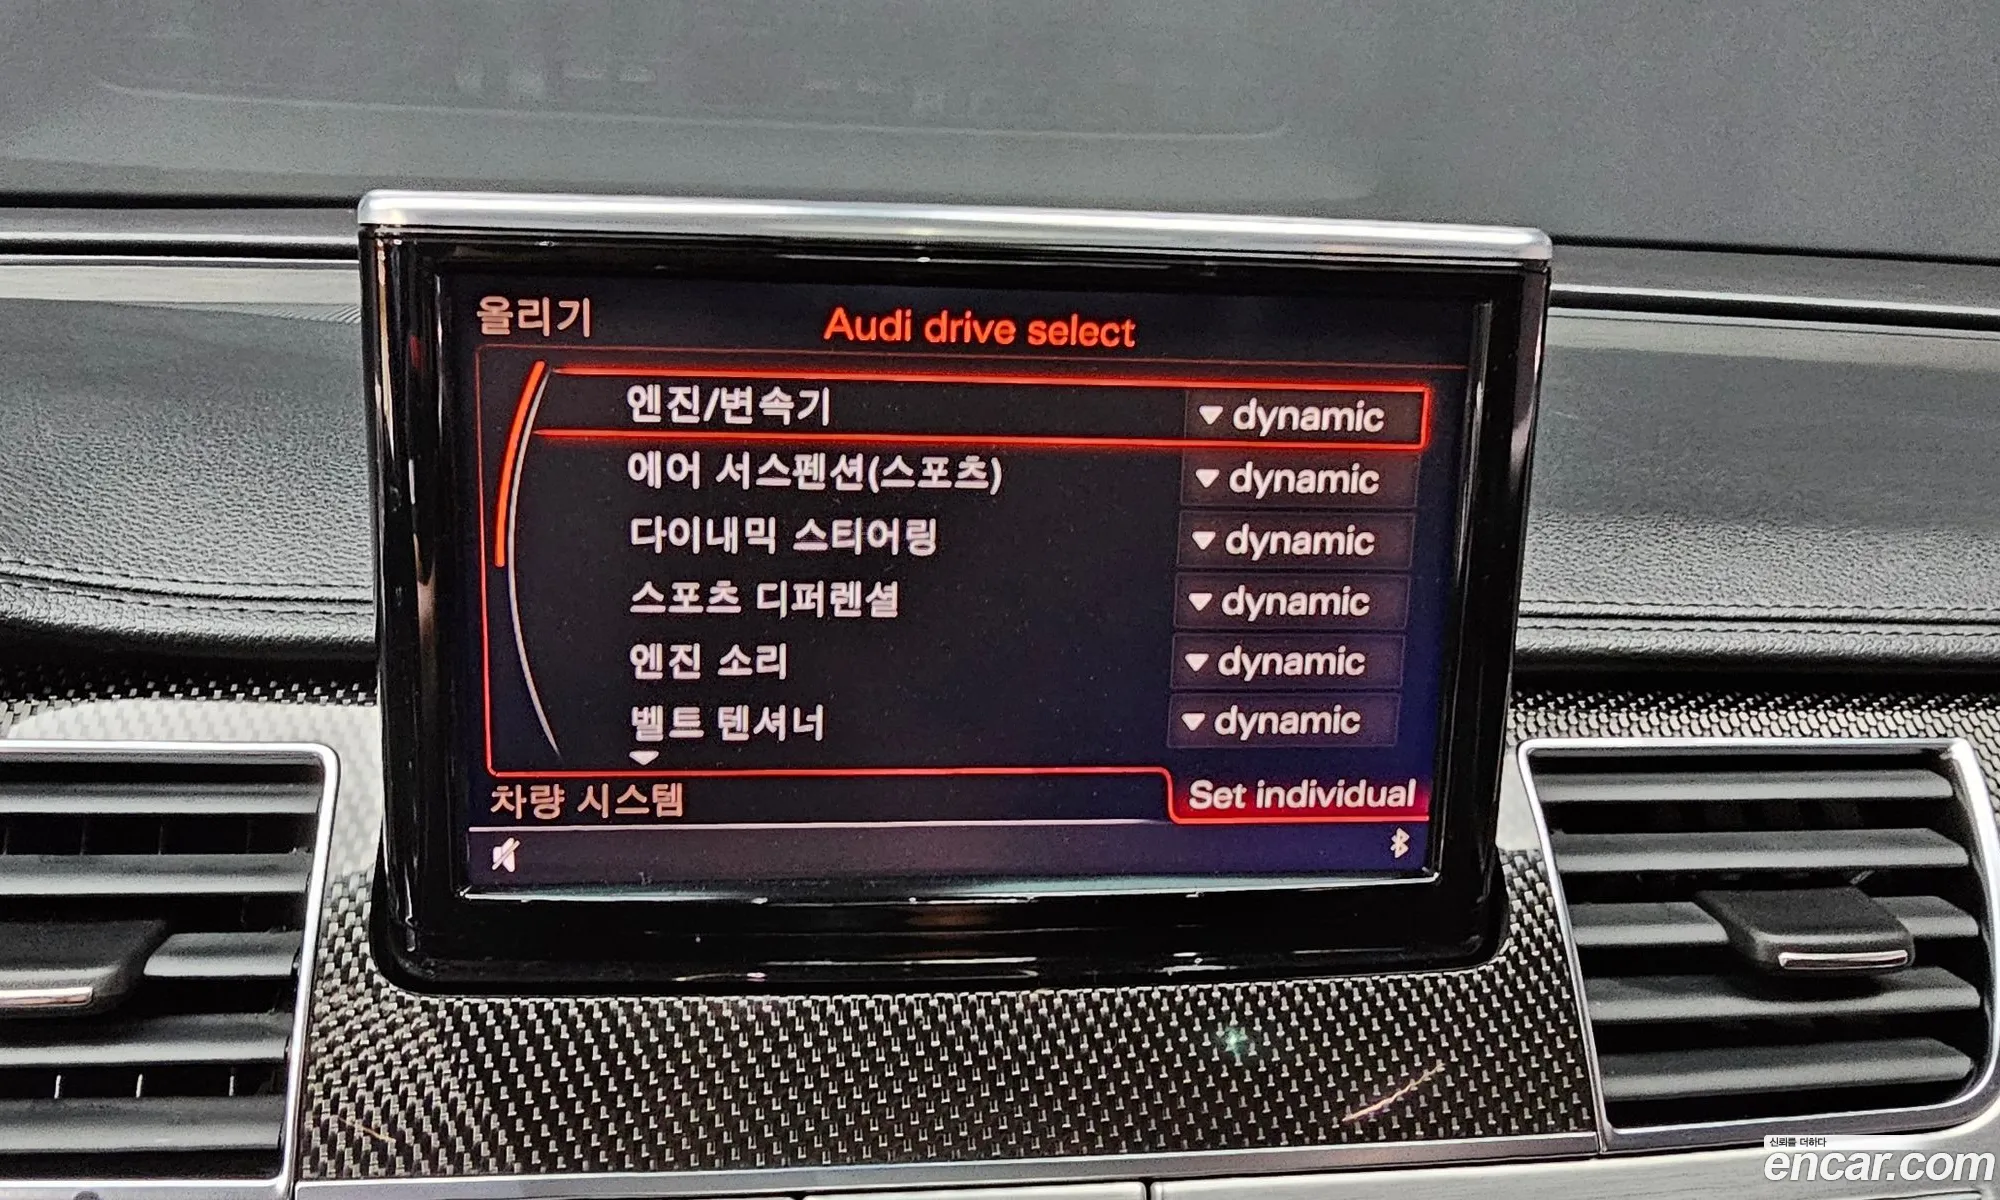 올리기
Audi drive select
엔진/변속기 dynamic
에어 서스펜션(스포츠) dynamic
다이내믹 스티어링 dynamic
스포츠 디퍼렌셜 dynamic
엔진 소리 dynamic
벨트 텐셔너 dynamic
차량 시스템
Set individual
신뢰를 더하다
encar.com